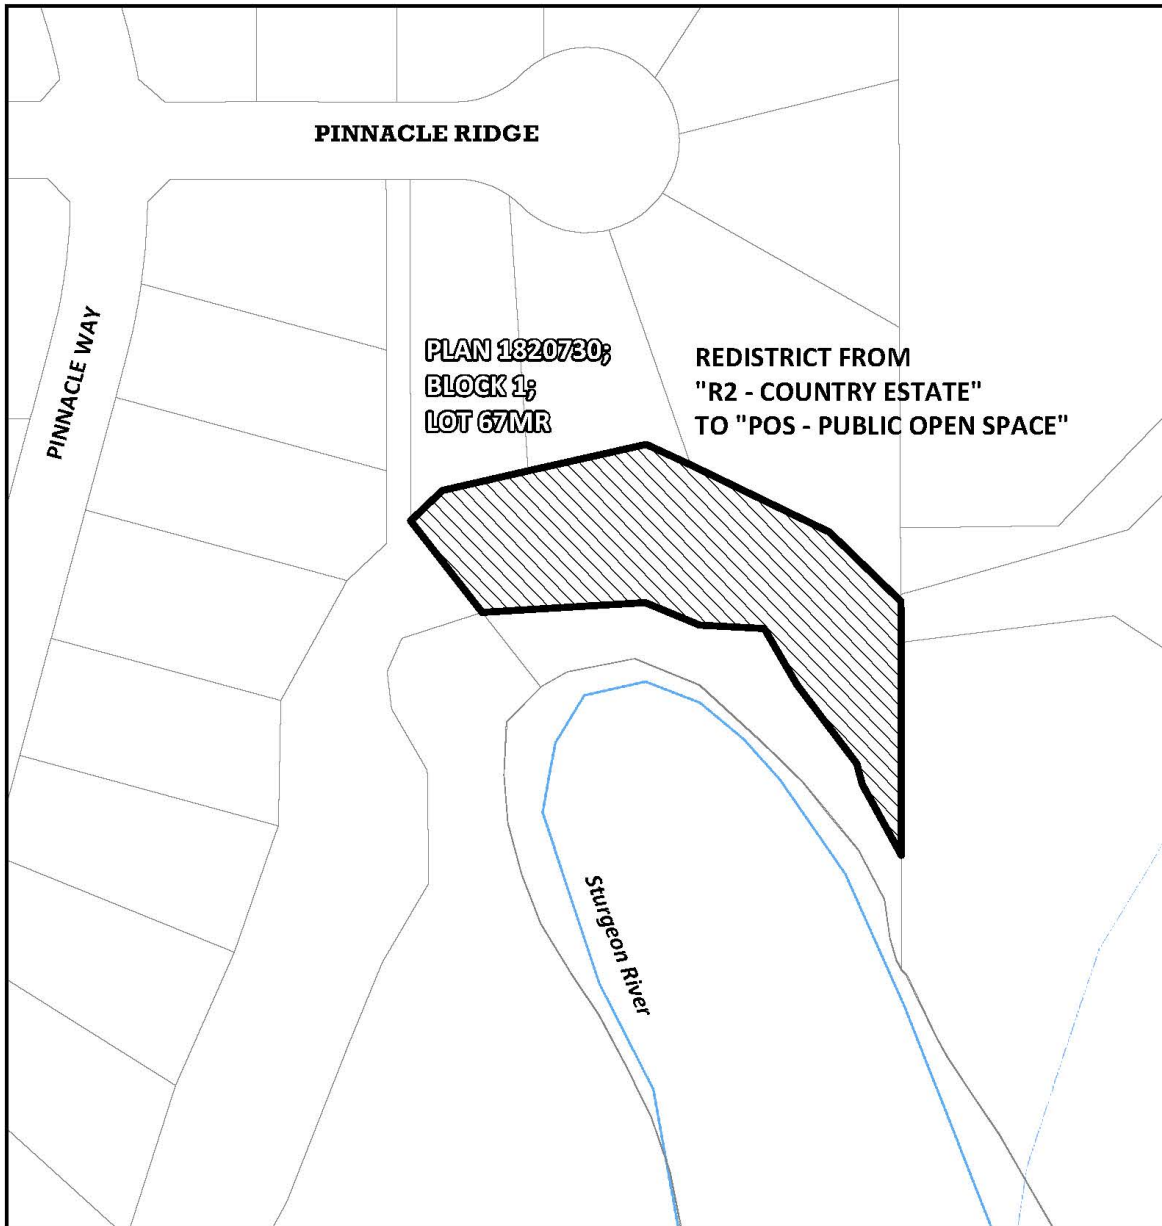 PINNACLE RIDGE
PINNACLE WAY
PLAN 1820730;
BLOCK 1;
LOT 67MR
REDISTRICT FROM
"R2 - COUNTRY ESTATE"
TO "POS - PUBLIC OPEN SPACE"
Sturgeon River